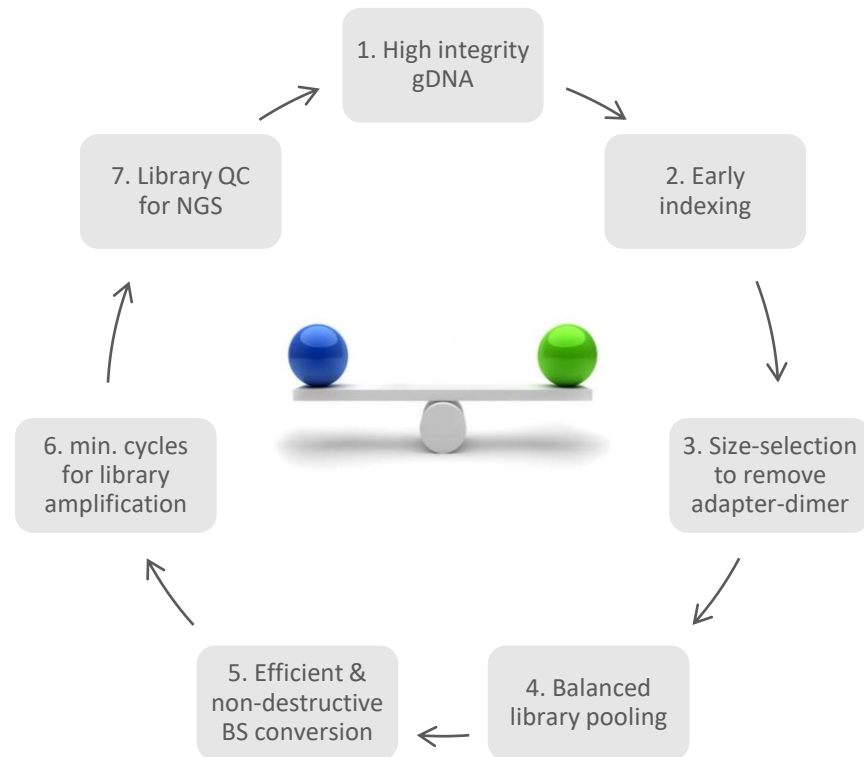 1. High integrity
gDNA
2. Early
indexing
3. Size-selection
to remove
adapter-dimer
4. Balanced
library pooling
5. Efficient &
non-destructive
BS conversion
6. min. cycles
for library
amplification
7. Library QC
for NGS